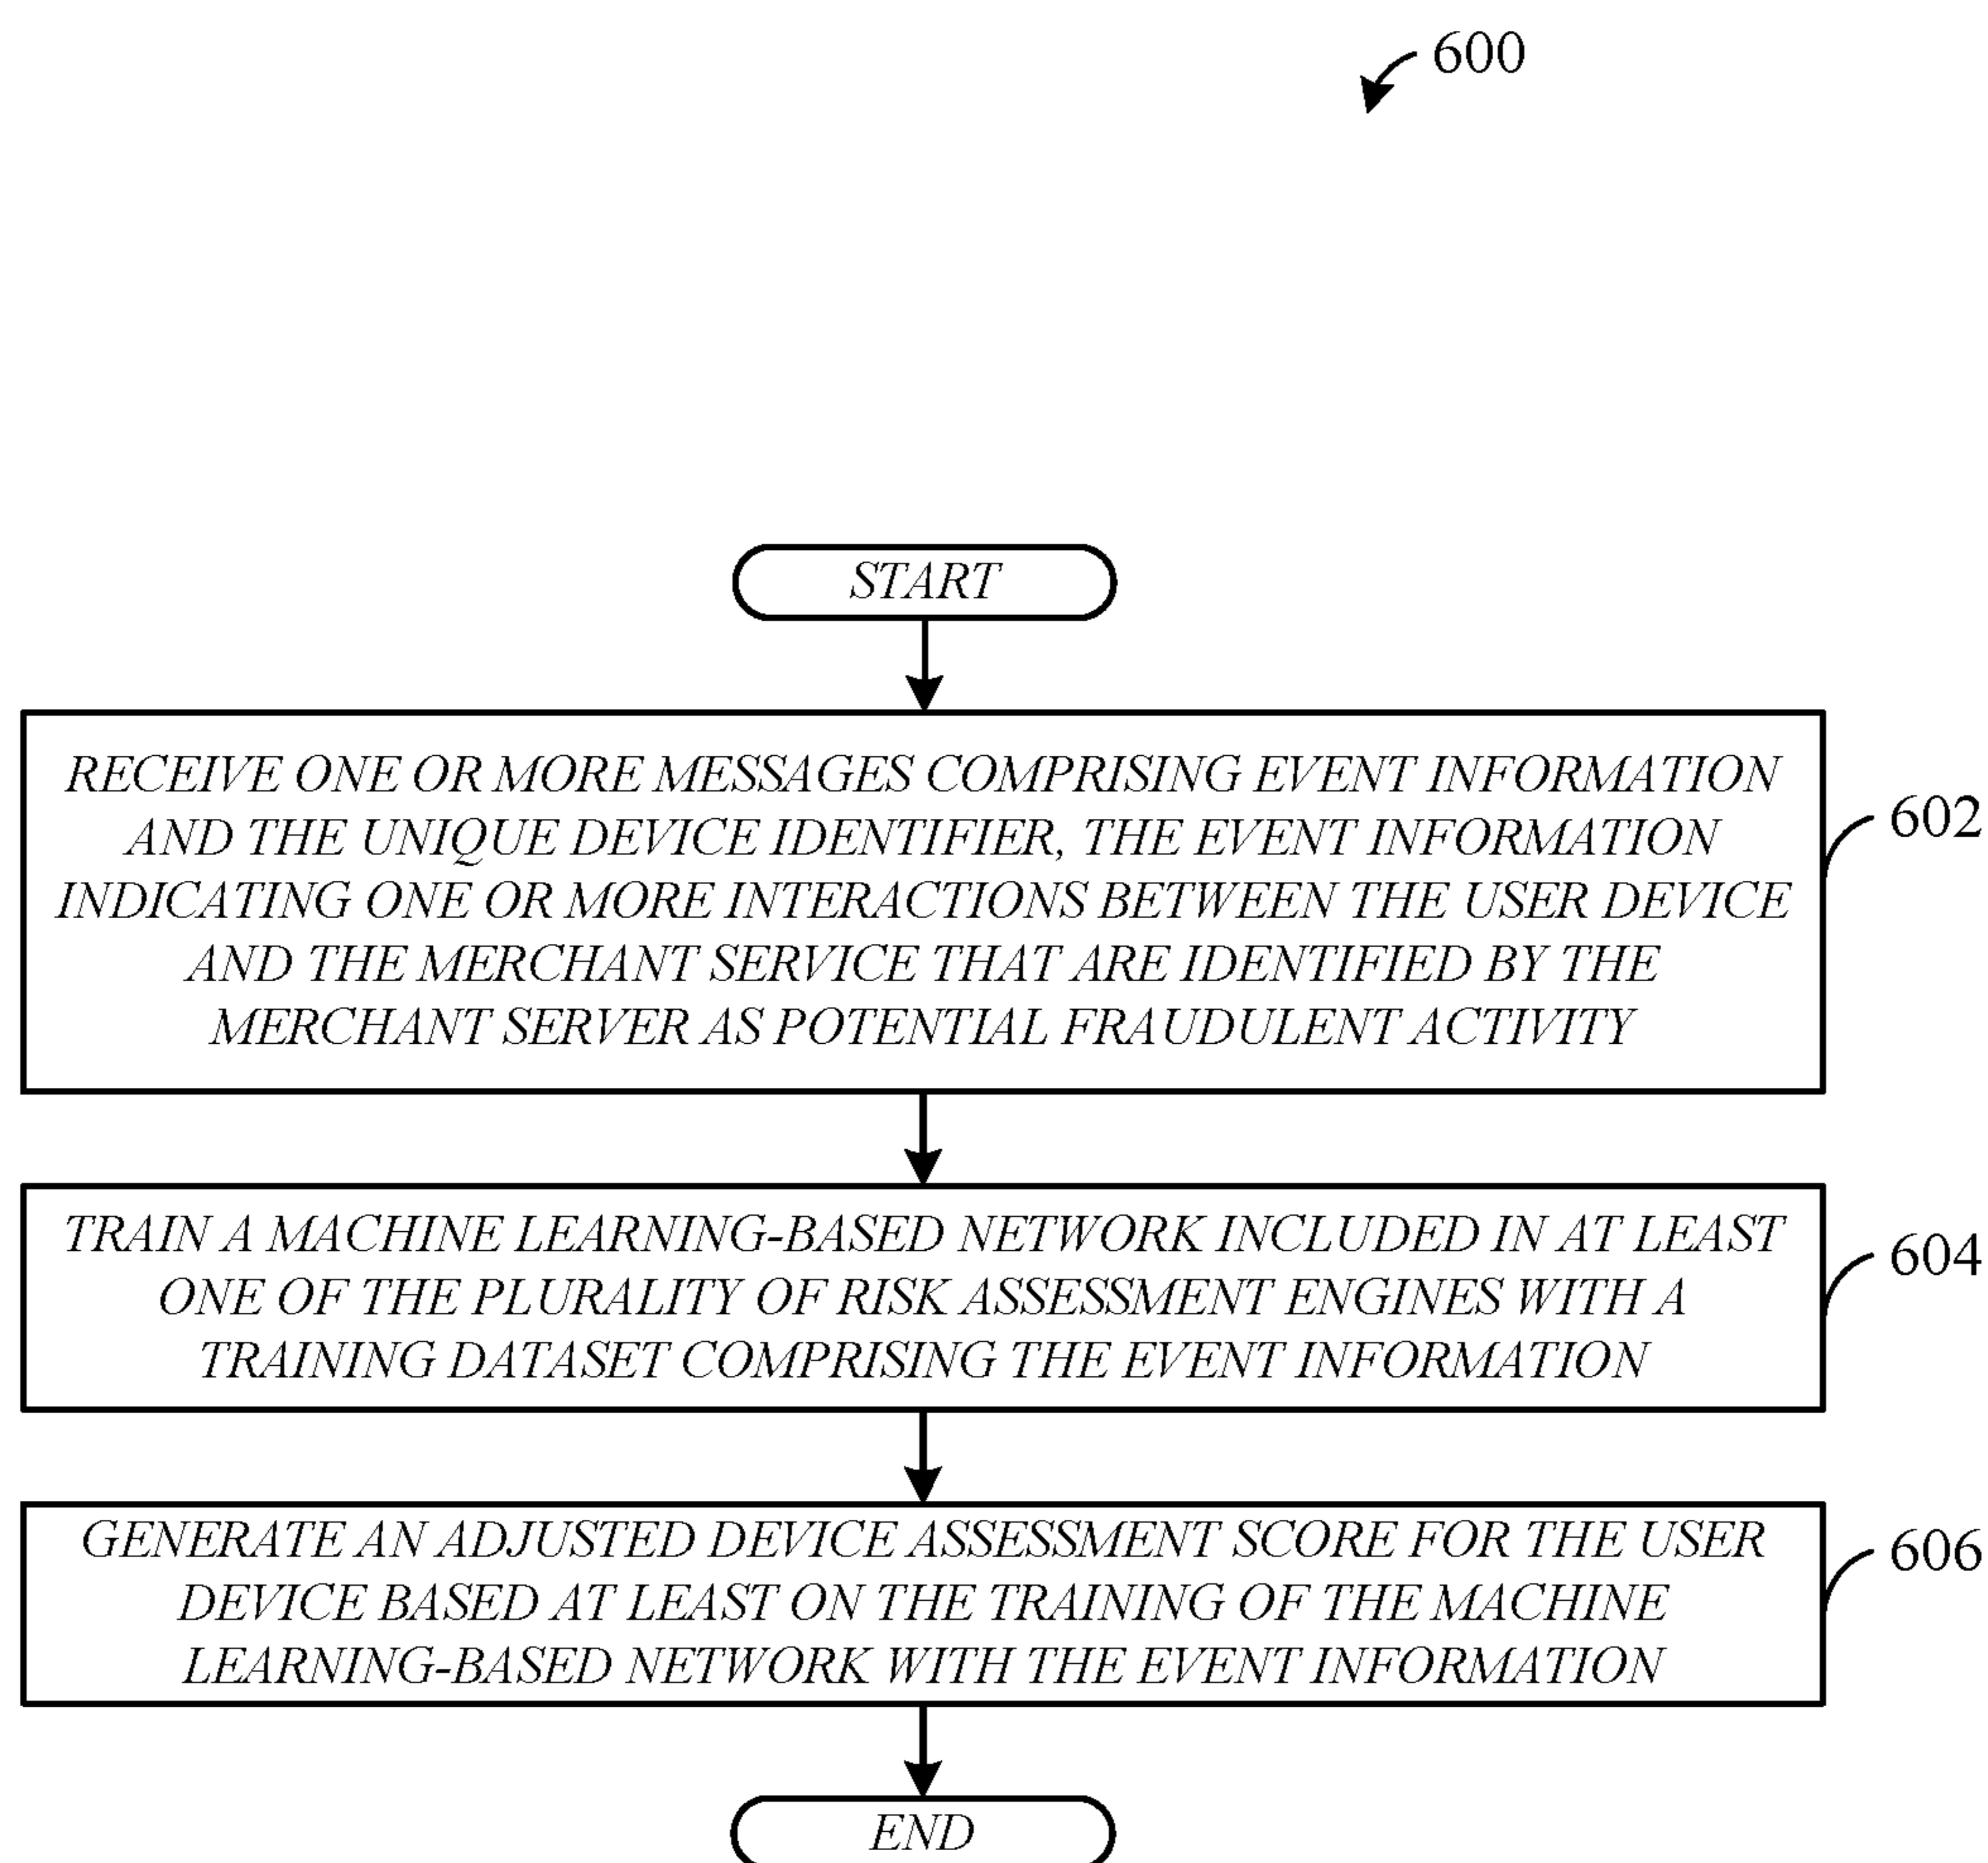 600
START
RECEIVE ONE OR MORE MESSAGES COMPRISING EVENT INFORMATION
AND THE UNIQUE DEVICE IDENTIFIER, THE EVENT INFORMATION
INDICATING ONE OR MORE INTERACTIONS BETWEEN THE USER DEVICE
AND THE MERCHANT SERVICE THAT ARE IDENTIFIED BY THE
MERCHANT SERVER AS POTENTIAL FRAUDULENT ACTIVITY
602
TRAIN A MACHINE LEARNING-BASED NETWORK INCLUDED IN AT LEAST
ONE OF THE PLURALITY OF RISK ASSESSMENT ENGINES WITH A
TRAINING DATASET COMPRISING THE EVENT INFORMATION
604
GENERATE AN ADJUSTED DEVICE ASSESSMENT SCORE FOR THE USER
DEVICE BASED AT LEAST ON THE TRAINING OF THE MACHINE
LEARNING-BASED NETWORK WITH THE EVENT INFORMATION
606
END